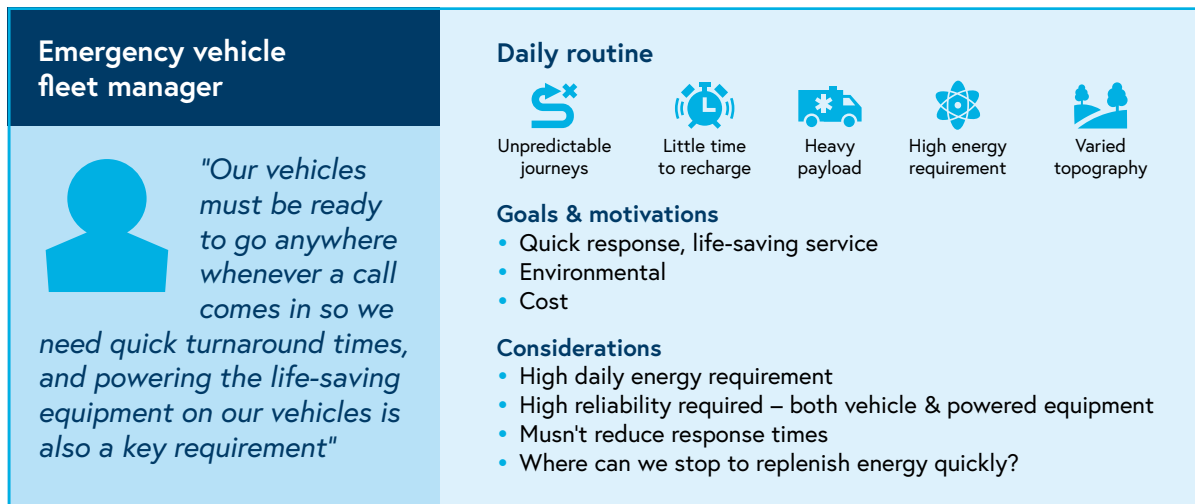 Emergency vehicle
fleet manager
"Our vehicles
must be ready
to go anywhere
whenever a call
comes in so we
need quick turnaround times,
and powering the life-saving
equipment on our vehicles is
also a key requirement"
Daily routine
Unpredictable
journeys
Little time
to recharge
Heavy
payload
High energy
requirement
Varied
topography
Goals & motivations
• Quick response, life-saving service
• Environmental
• Cost
Considerations
• High daily energy requirement
• High reliability required – both vehicle & powered equipment
• Musn't reduce response times
• Where can we stop to replenish energy quickly?